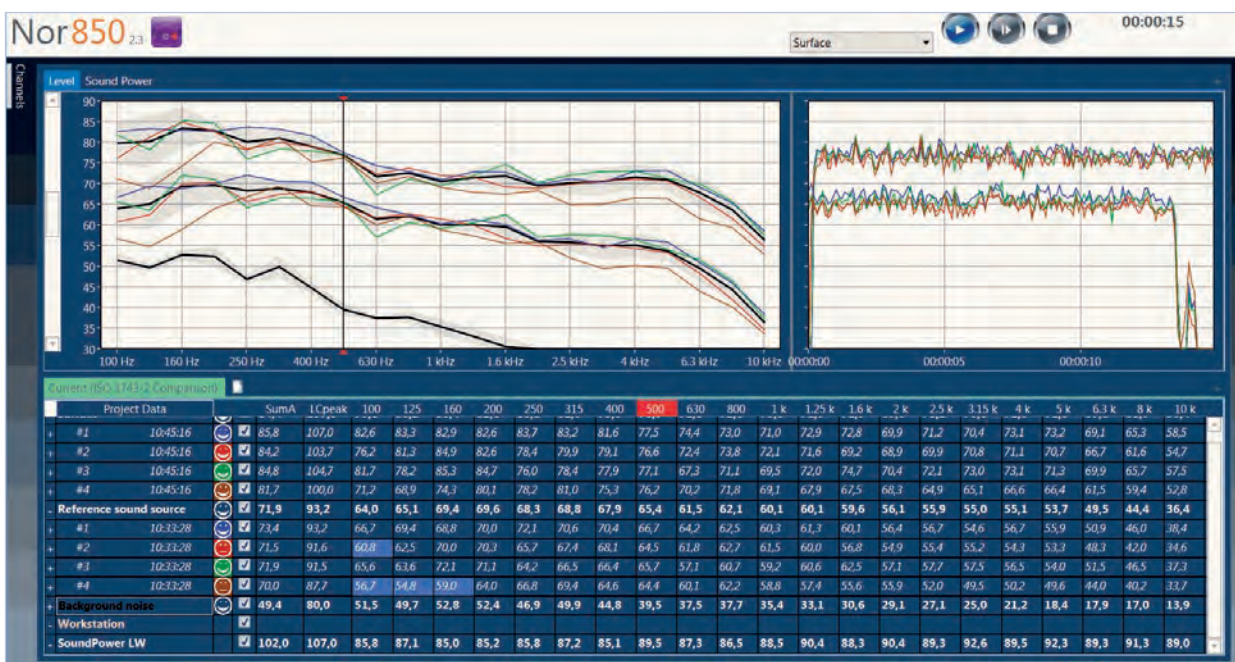 Nor850 2.3
00:00:15
Surface
Channels
Level Sound Power
90
85
80
75
70
65
60
55
50
45
40
35
30
100 Hz 160 Hz 250 Hz 400 Hz 630 Hz 1 kHz 1.6 kHz 2.5 kHz 4 kHz 6.3 kHz 10 kHz 00:00:00 00:00:05 00:00:10
Current (ISO 3743/2 Comparison)
Project Data SumA LCpeak 100 125 160 200 250 315 400 500 630 800 1 k 1.25 k 1.6 k 2 k 2.5 k 3.15 k 4 k 5 k 6.3 k 8 k 10 k
+ #1 10:45:16 85,8 107,0 82,6 83,3 82,9 82,6 83,7 83,2 81,6 77,5 74,4 73,0 71,0 72,9 72,8 69,9 71,2 70,4 73,1 73,2 69,1 65,3 58,5
+ #2 10:45:16 84,2 103,7 76,2 81,3 84,9 82,6 78,4 79,9 79,1 76,6 72,4 73,8 72,1 71,6 69,2 68,9 69,9 70,8 71,1 70,7 66,7 61,6 54,7
+ #3 10:45:16 84,8 104,7 81,7 78,2 85,3 84,7 76,0 78,4 77,9 77,1 67,3 71,1 69,5 72,0 74,7 70,4 72,1 73,0 73,1 71,3 69,9 65,7 57,5
+ #4 10:45:16 81,7 100,0 71,2 68,9 74,3 80,1 78,2 81,0 75,3 76,2 70,2 71,8 69,1 67,9 67,5 68,3 64,9 65,1 66,6 66,4 61,5 59,4 52,8
- Reference sound source 71,9 93,2 64,0 65,1 69,4 69,6 68,3 68,8 67,9 65,4 61,5 62,1 60,1 60,1 59,6 56,1 55,9 55,0 55,1 53,7 49,5 44,4 36,4
+ #1 10:33:28 73,4 93,2 66,7 69,4 68,8 70,0 72,1 70,6 70,4 66,7 64,2 62,5 60,3 61,3 60,1 56,4 56,7 54,6 56,7 55,9 50,9 46,0 38,4
+ #2 10:33:28 71,5 91,6 60,8 62,5 70,0 70,3 65,7 67,4 68,1 64,5 61,8 62,7 61,5 60,0 56,8 54,9 55,4 55,2 54,3 53,3 48,3 42,0 34,6
+ #3 10:33:28 71,9 91,5 65,6 63,6 72,1 71,1 64,2 66,5 66,4 65,7 57,1 60,7 59,2 60,6 62,5 57,1 57,7 57,5 56,5 54,0 51,5 46,5 37,3
+ #4 10:33:28 70,0 87,7 56,7 54,8 59,0 64,0 66,8 69,4 64,6 64,4 60,1 62,2 58,8 57,4 55,6 55,9 52,0 49,5 50,2 49,6 44,0 40,2 33,7
+ Background noise 49,4 80,0 51,5 49,7 52,8 52,4 46,9 49,9 44,8 39,5 37,5 37,7 35,4 33,1 30,6 29,1 27,1 25,0 21,2 18,4 17,9 17,0 13,9
- Workstation
- SoundPower LW 102,0 107,0 85,8 87,1 85,0 85,2 85,8 87,2 85,1 89,5 87,3 86,5 88,5 90,4 88,3 90,4 89,3 92,6 89,5 92,3 89,3 91,3 89,0